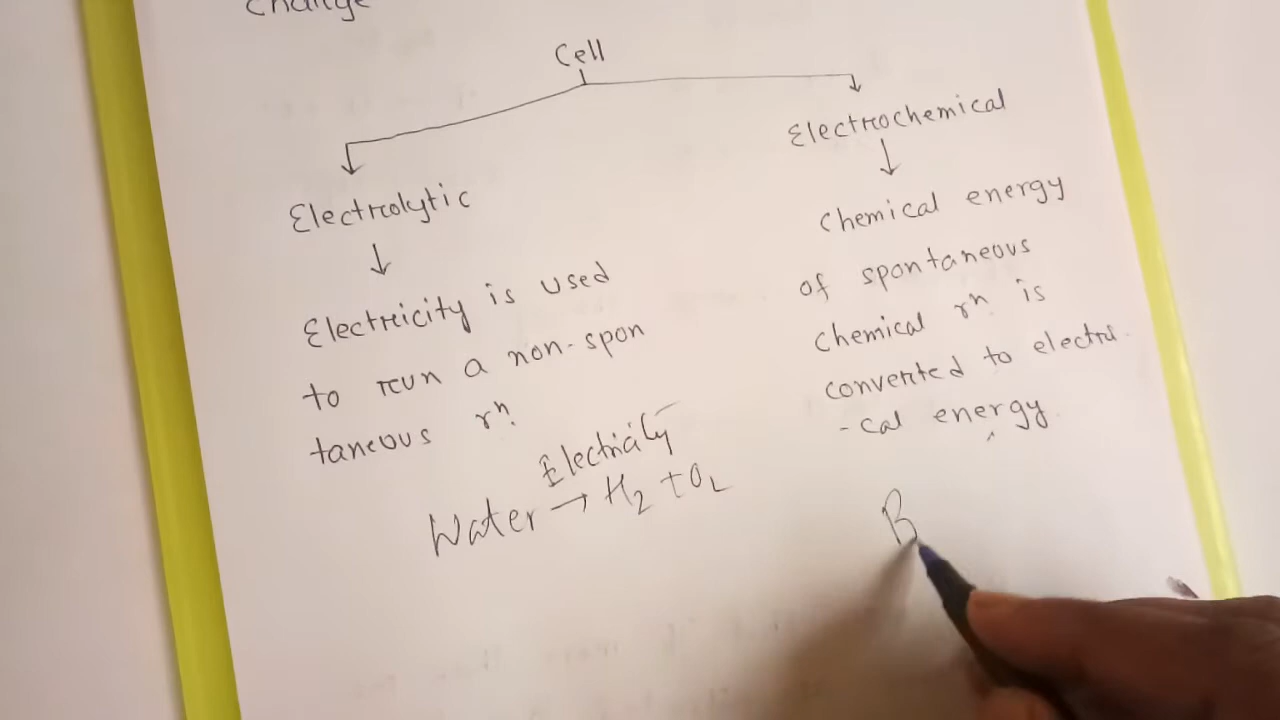 change
Cell
Electrolytic
Electricity is used
to run a non-spon
taneous rn.
Electricity
Water → H2 + O2
Electrochemical
Chemical energy
of spontaneous
chemical rn. is
converted to electri
-cal energy
B